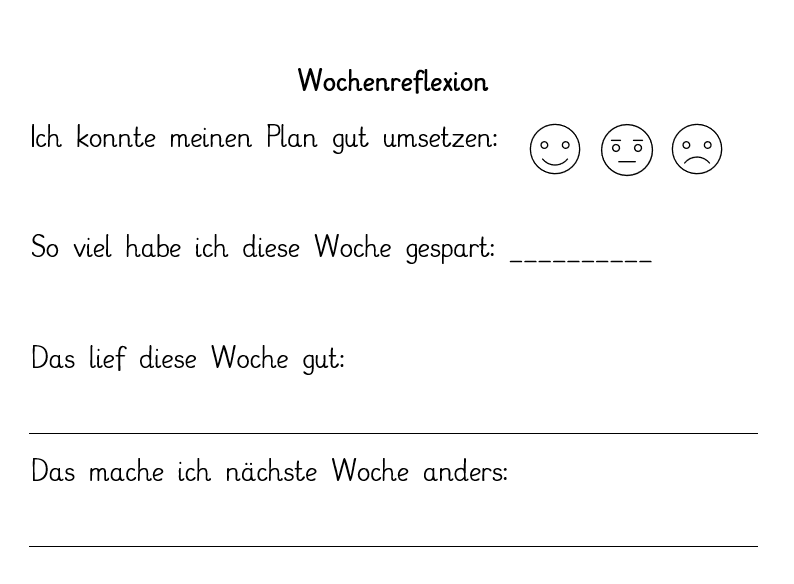 Wochenreflexion
Ich konnte meinen Plan gut umsetzen:
So viel habe ich diese Woche gespart: __________
Das lief diese Woche gut:
Das mache ich nächste Woche anders: